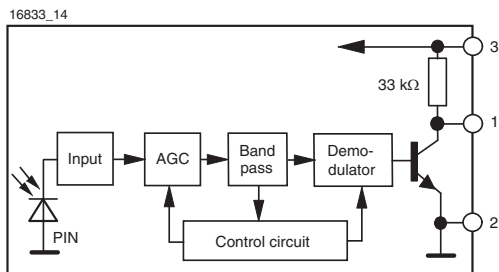 16833_14
3
33 kΩ
1
Input
AGC
Band
pass
Demo-
dulator
2
PIN
Control circuit